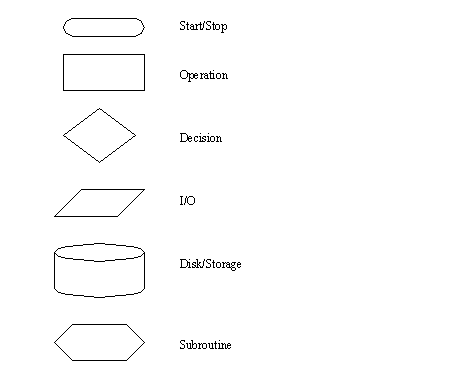 Start/Stop
Operation
Decision
I/O
Disk/Storage
Subroutine